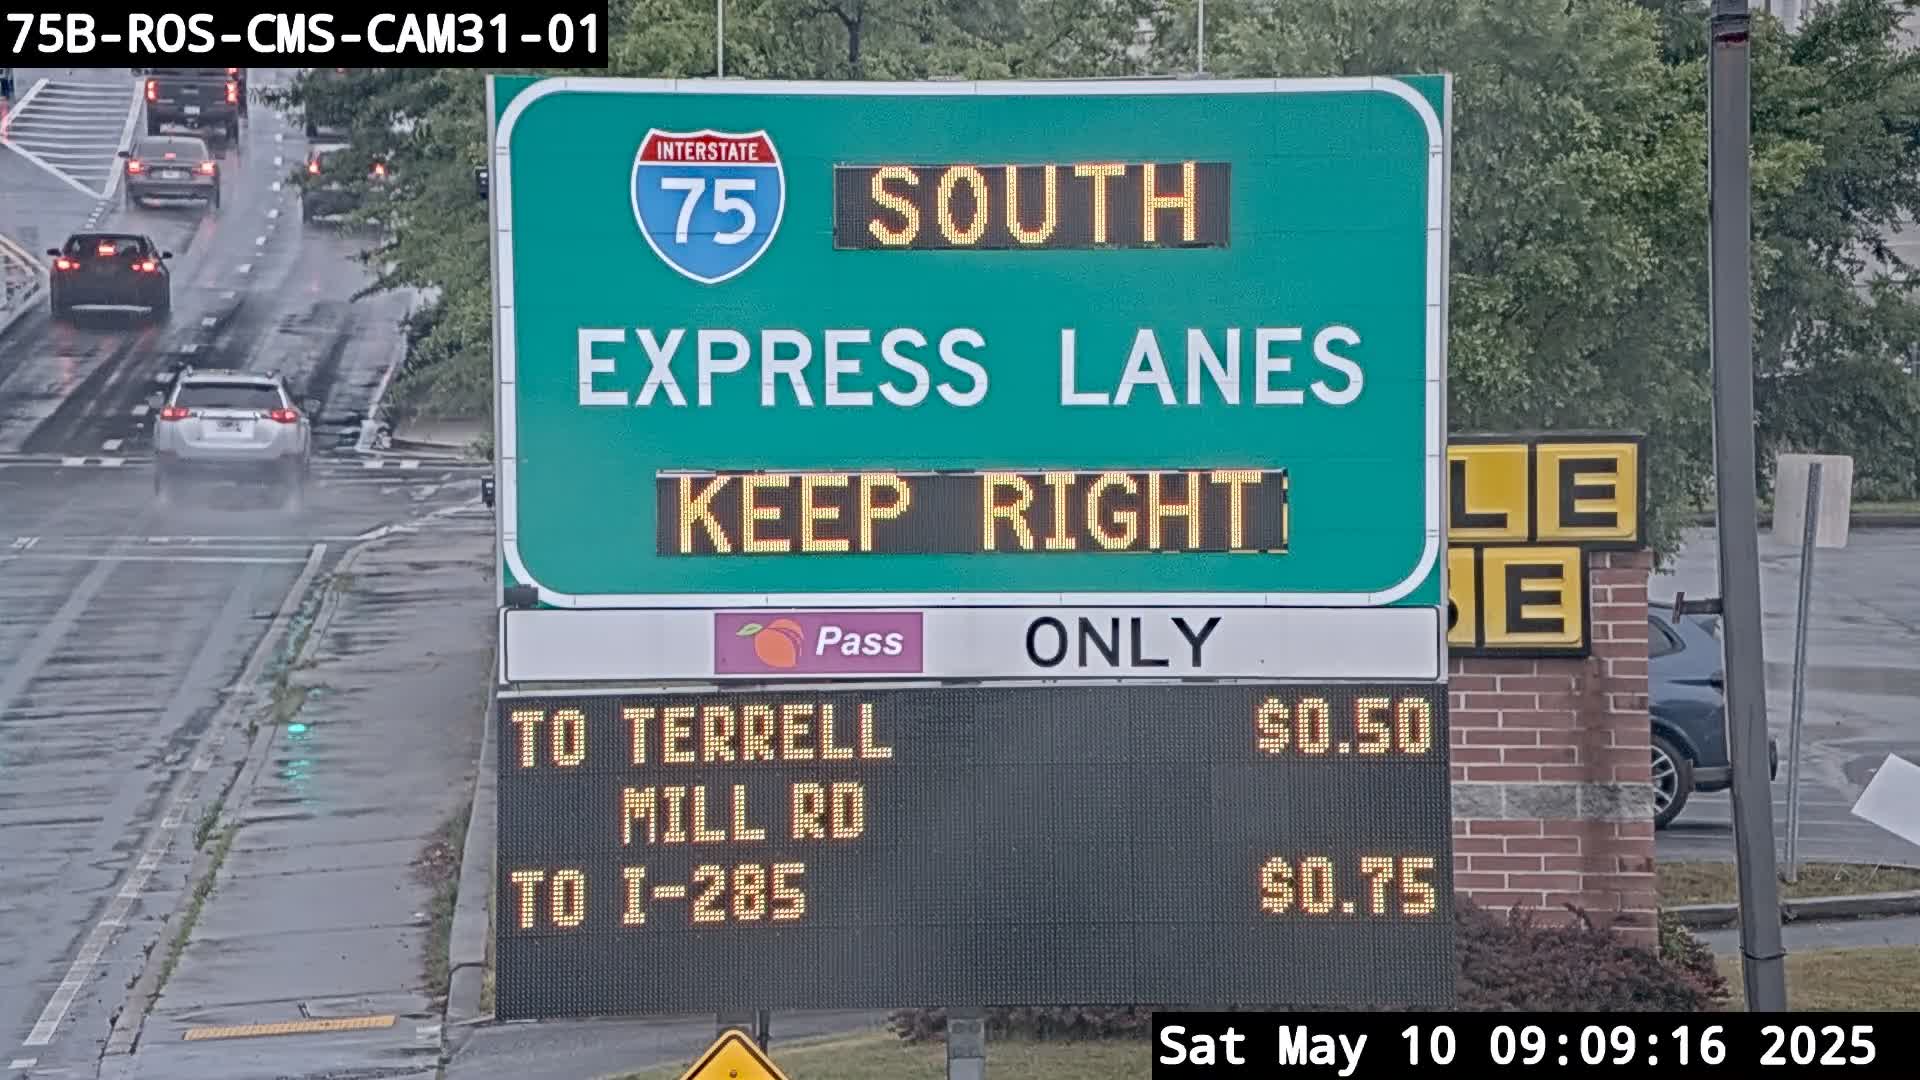 75B-ROS-CMS-CAM31-01
INTERSTATE
75
SOUTH
EXPRESS LANES
KEEP RIGHT
Pass ONLY
TO TERRELL $0.50
MILL RD
TO I-285 $0.75
LE
E
Sat May 10 09:09:16 2025